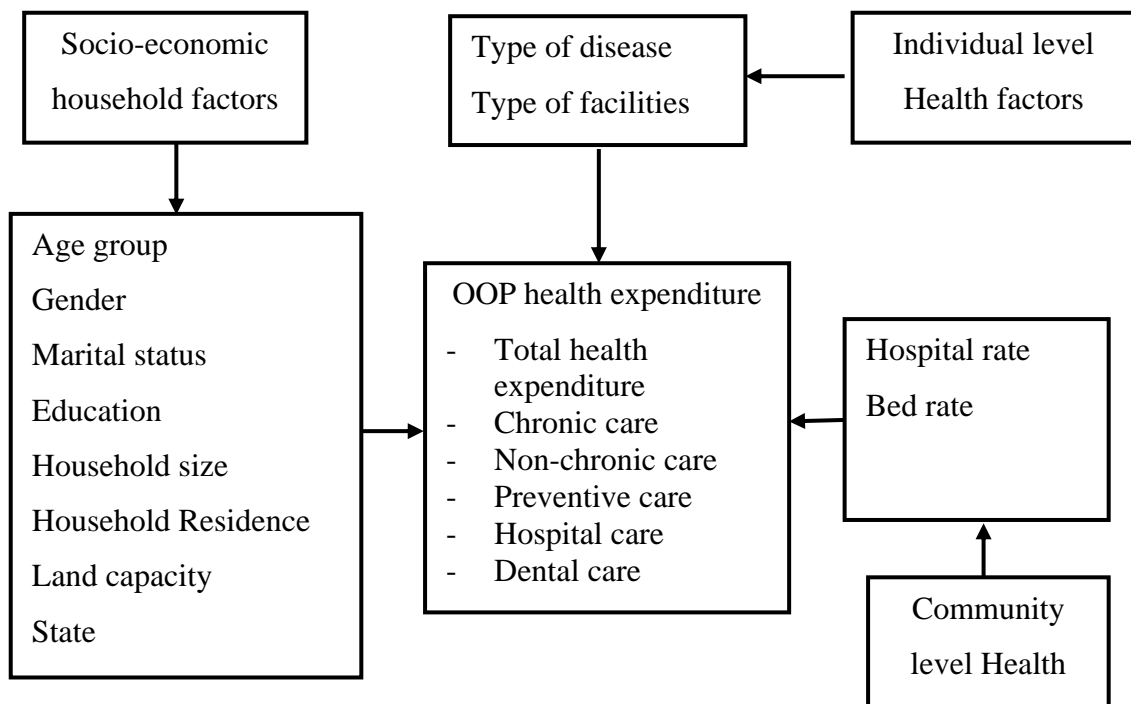 Socio-economic
household factors
Type of disease
Type of facilities
Individual level
Health factors
Age group
Gender
Marital status
Education
Household size
Household Residence
Land capacity
State
OOP health expenditure
- Total health
expenditure
- Chronic care
- Non-chronic care
- Preventive care
- Hospital care
- Dental care
Hospital rate
Bed rate
Community
level Health